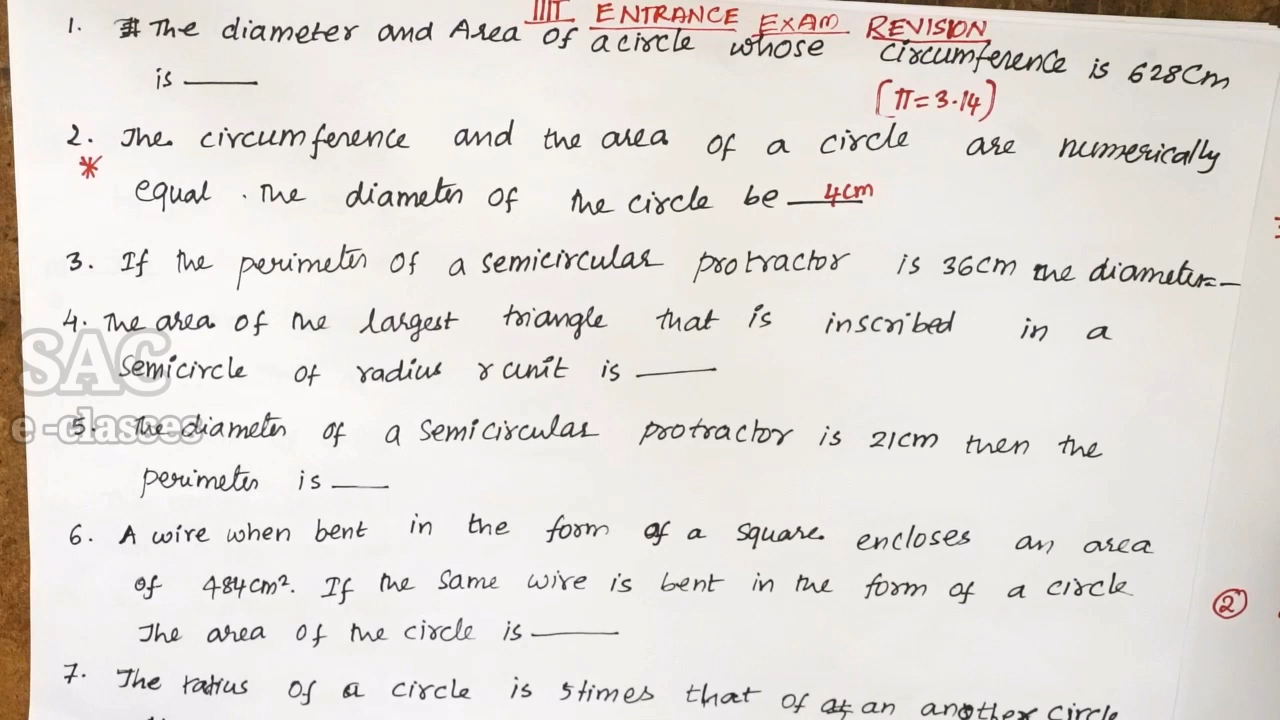 IIIT ENTRANCE EXAM REVISION
1. The diameter and Area of a circle whose circumference is 628cm
is ____
(π=3.14)
2. The circumference and the area of a circle are numerically
*
equal. The diameter of the circle be 4cm
3. If the perimeter of a semicircular protractor is 36cm the diameter=_
4. The area of the largest triangle that is inscribed in a
semicircle of radius r unit is ____
SAC
e-classes
5. The diameter of a semicircular protractor is 21cm then the
perimeter is ___
6. A wire when bent in the form of a square encloses an area
of 484cm². If the same wire is bent in the form of a circle
The area of the circle is ____
②
7. The radius of a circle is 5times that of an another circle